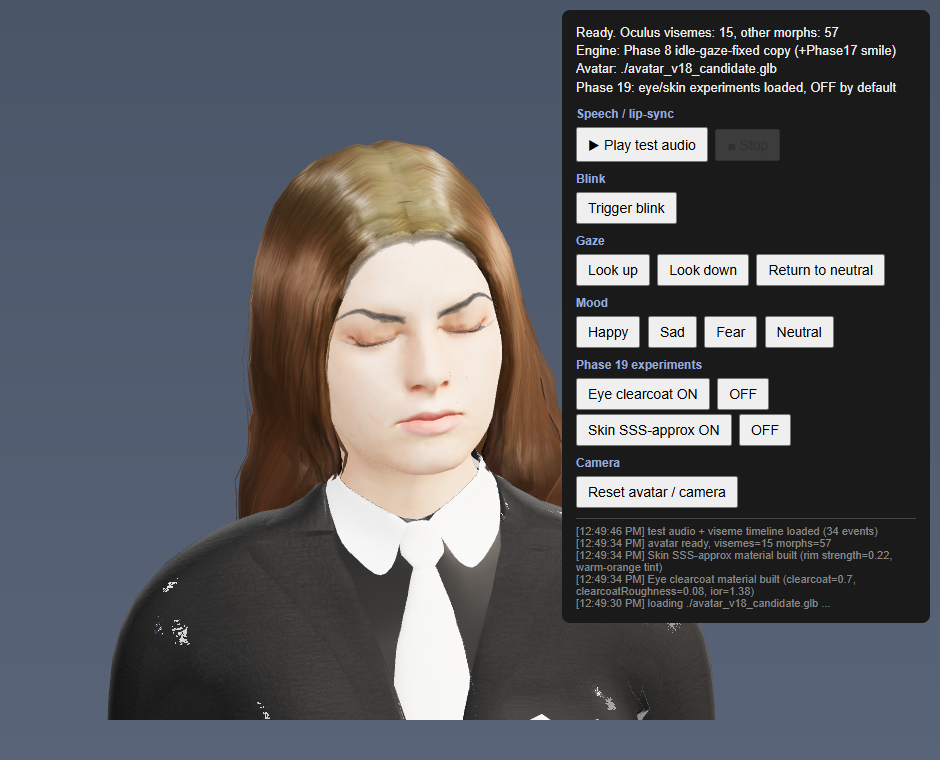 Ready. Oculus visemes: 15, other morphs: 57
Engine: Phase 8 idle-gaze-fixed copy (+Phase17 smile)
Avatar: ./avatar_v18_candidate.glb
Phase 19: eye/skin experiments loaded, OFF by default
Speech / lip-sync
▶ Play test audio ■ Stop
Blink
Trigger blink
Gaze
Look up Look down Return to neutral
Mood
Happy Sad Fear Neutral
Phase 19 experiments
Eye clearcoat ON OFF
Skin SSS-approx ON OFF
Camera
Reset avatar / camera
[12:49:46 PM] test audio + viseme timeline loaded (34 events)
[12:49:34 PM] avatar ready, visemes=15 morphs=57
[12:49:34 PM] Skin SSS-approx material built (rim strength=0.22,
warm-orange tint)
[12:49:34 PM] Eye clearcoat material built (clearcoat=0.7,
clearcoatRoughness=0.08, ior=1.38)
[12:49:30 PM] loading ./avatar_v18_candidate.glb ...